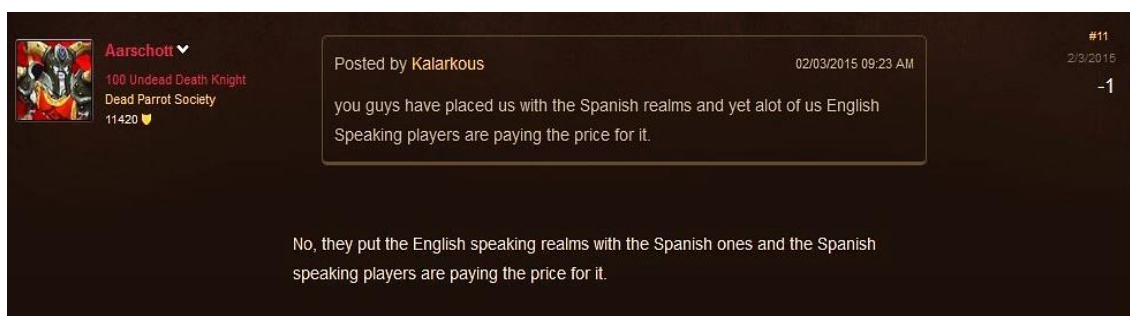 Aarschott
100 Undead Death Knight
Dead Parrot Society
11420
Posted by Kalarkous
02/03/2015 09:23 AM
you guys have placed us with the Spanish realms and yet alot of us English
Speaking players are paying the price for it.
#11
2/3/2015
-1
No, they put the English speaking realms with the Spanish ones and the Spanish
speaking players are paying the price for it.